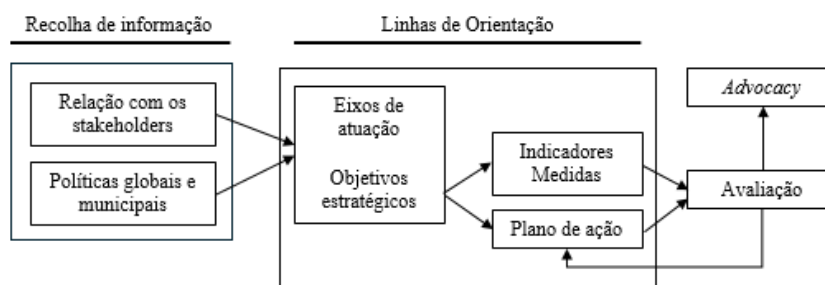 Recolha de informação
Linhas de Orientação
Relação com os
stakeholders
Políticas globais e
municipais
Eixos de
atuação
Objetivos
estratégicos
Indicadores
Medidas
Plano de ação
Advocacy
Avaliação